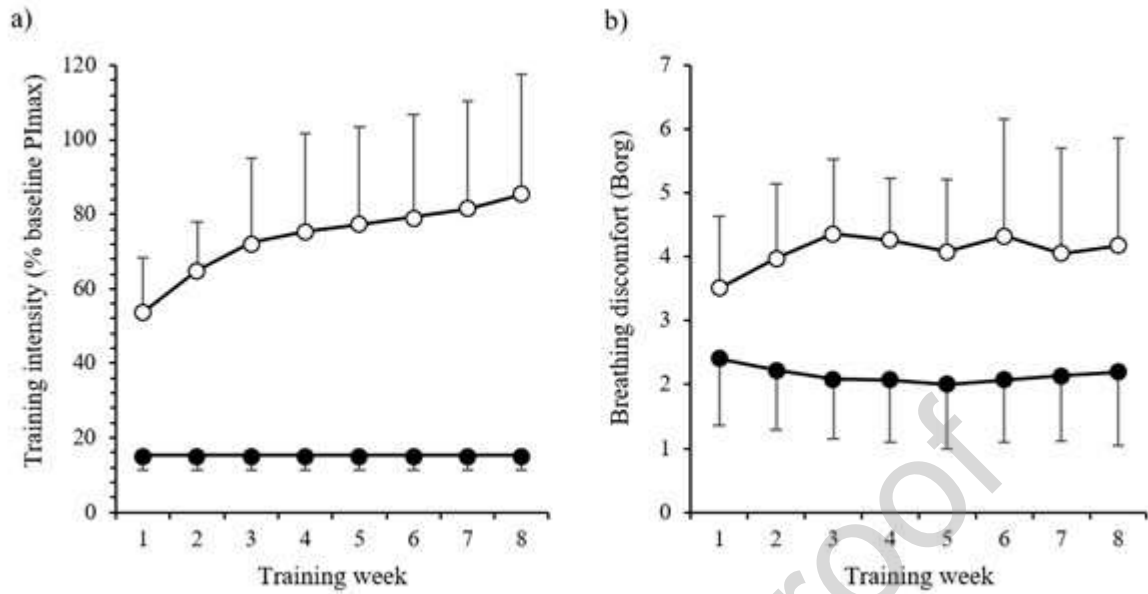 a)
Training intensity (% baseline PImax)
120
100
80
60
40
20
0
1 2 3 4 5 6 7 8
Training week
b)
Breathing discomfort (Borg)
7
6
5
4
3
2
1
0
1 2 3 4 5 6 7 8
Training week
roof